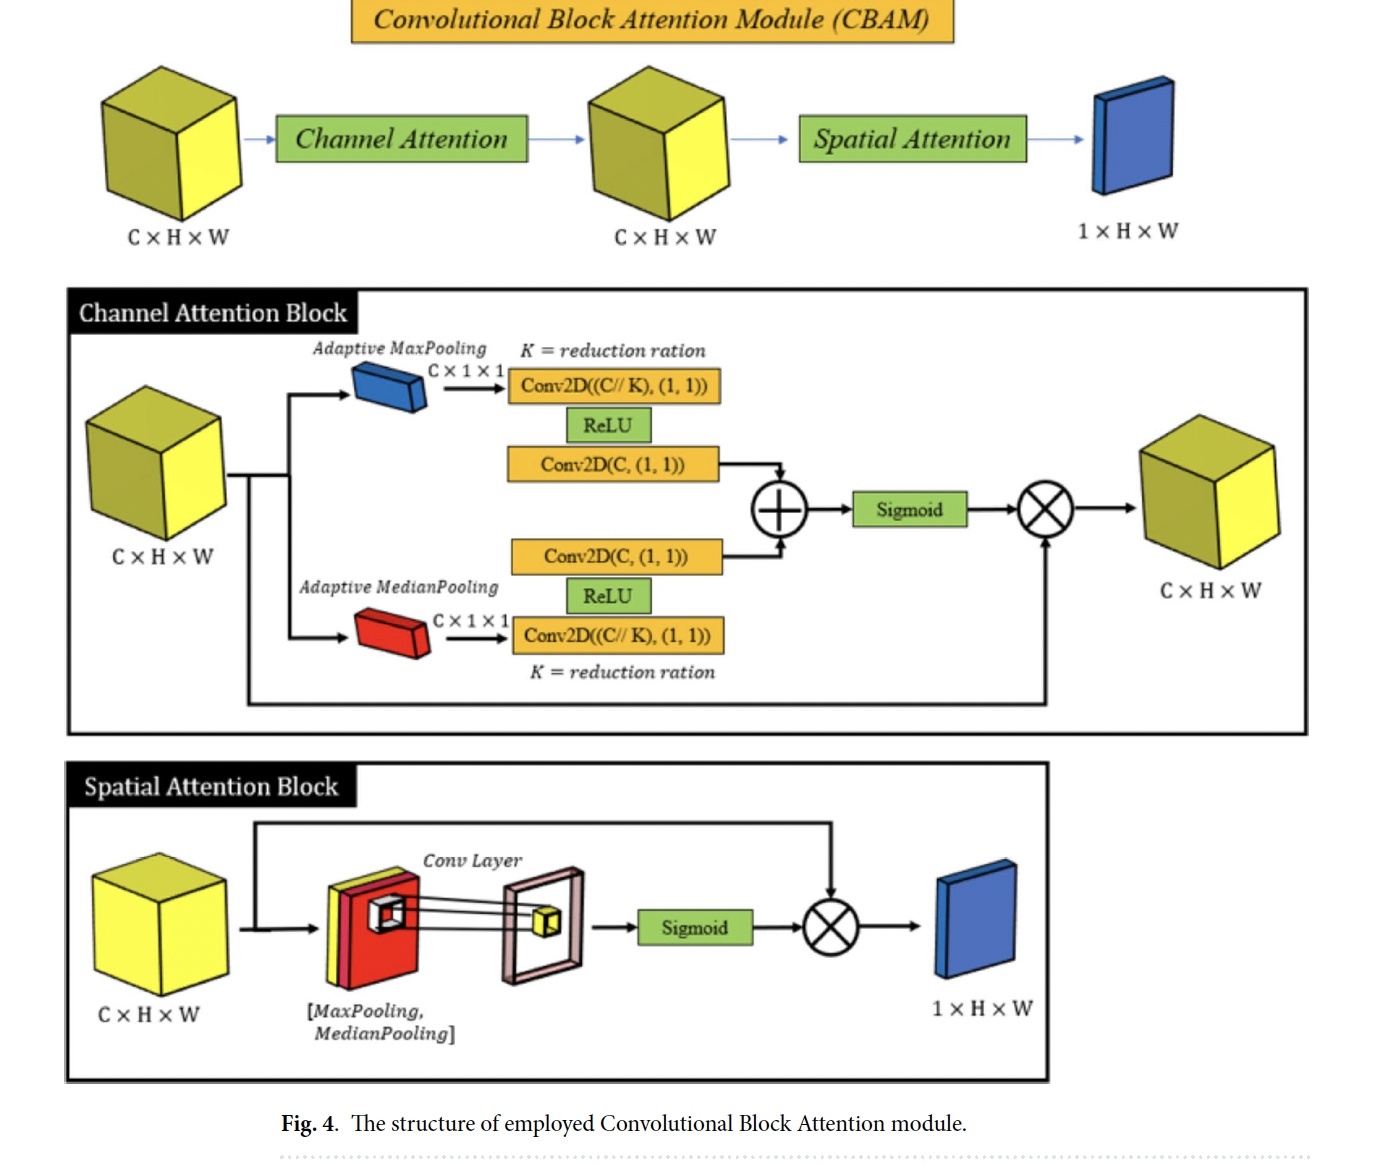 Convolutional Block Attention Module (CBAM)
Channel Attention
Spatial Attention
C × H × W
C × H × W
1 × H × W
Channel Attention Block
Adaptive MaxPooling
K = reduction ration
C × 1 × 1
Conv2D((C// K), (1, 1))
ReLU
Conv2D(C, (1, 1))
Sigmoid
C × H × W
Conv2D(C, (1, 1))
Adaptive MedianPooling
ReLU
C × H × W
C × 1 × 1
Conv2D((C// K), (1, 1))
K = reduction ration
Spatial Attention Block
Conv Layer
Sigmoid
C × H × W
[MaxPooling,
MedianPooling]
1 × H × W
Fig. 4. The structure of employed Convolutional Block Attention module.